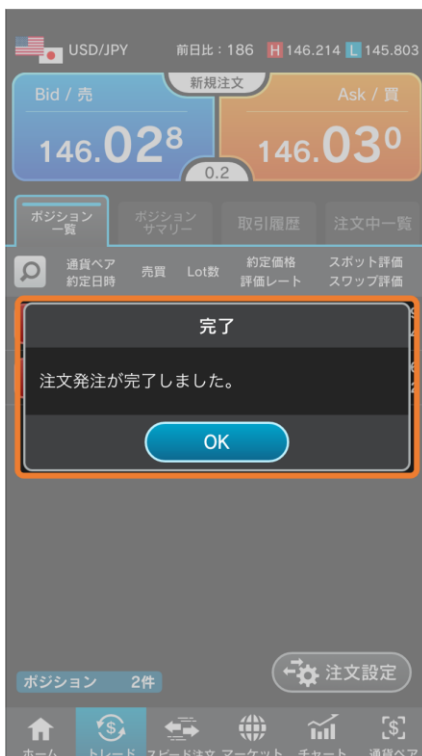 USD/JPY 前日比：186 H 146.214 L 145.803
Bid / 売 新規注文 Ask / 買
146.028 146.030
0.2
ポジション一覧 ポジションサマリー 取引履歴 注文中一覧
通貨ペア 売買 Lot数 約定価格 スポット評価
約定日時 評価レート スワップ評価
完了
注文発注が完了しました。
OK
ポジション 2件 注文設定
ホーム トレード スピード注文 マーケット チャート 通貨ペア